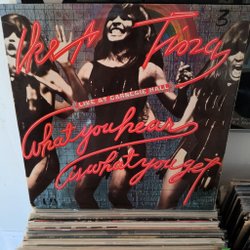 Ike & Tina
3
LIVE AT CARNEGIE HALL
what you hear
is what you get